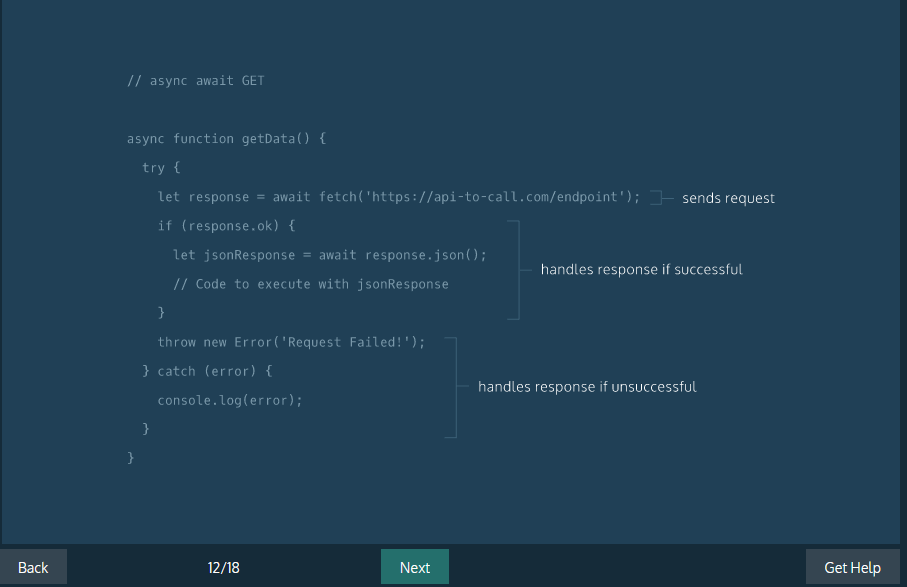 // async await GET
async function getData() {
try {
let response = await fetch('https://api-to-call.com/endpoint'); sends request
if (response.ok) {
let jsonResponse = await response.json();
handles response if successful
// Code to execute with jsonResponse
}
throw new Error('Request Failed!');
} catch (error) {
handles response if unsuccessful
console.log(error);
}
}
Back 12/18 Next Get Help